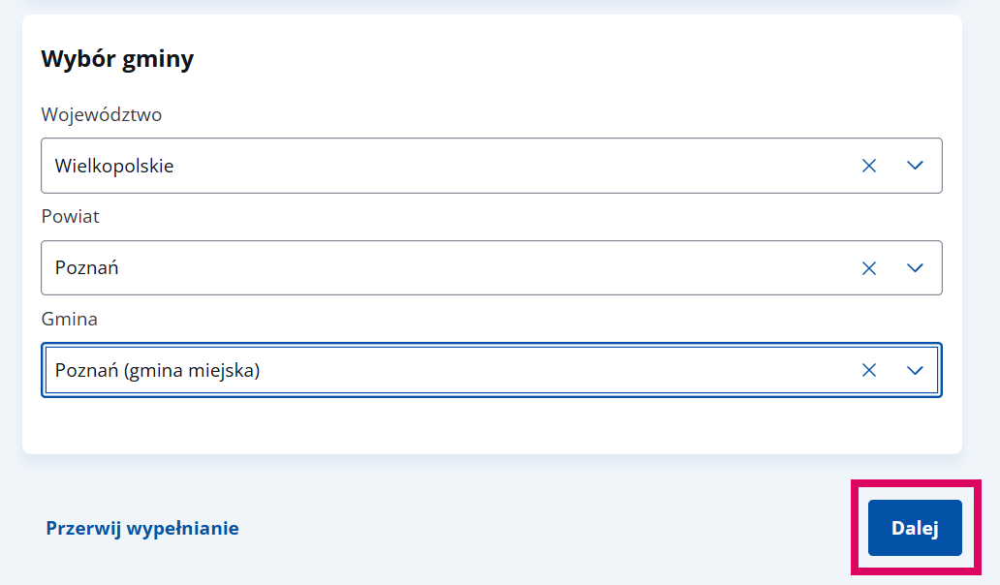 Wybór gminy
Województwo
Wielkopolskie
Powiat
Poznań
Gmina
Poznań (gmina miejska)
Przerwij wypełnianie
Dalej